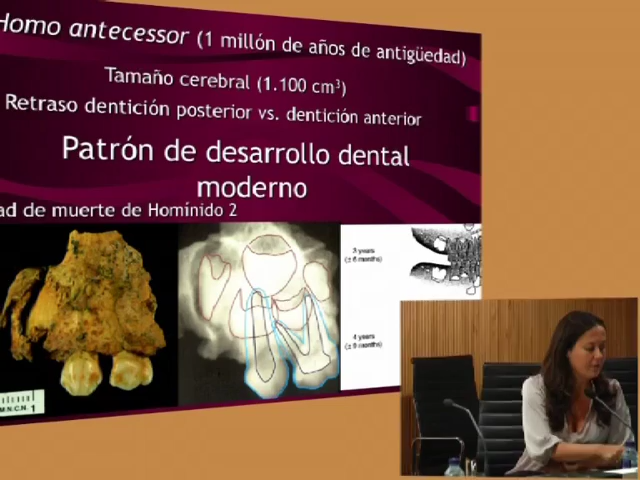 Homo antecessor (1 millón de años de antigüedad)
Tamaño cerebral (1.100 cm³)
Retraso dentición posterior vs. dentición anterior
Patrón de desarrollo dental
moderno
ad de muerte de Homínido 2
3 years
(± 6 months)
4 years
(± 9 months)
M.N.C.N. 1